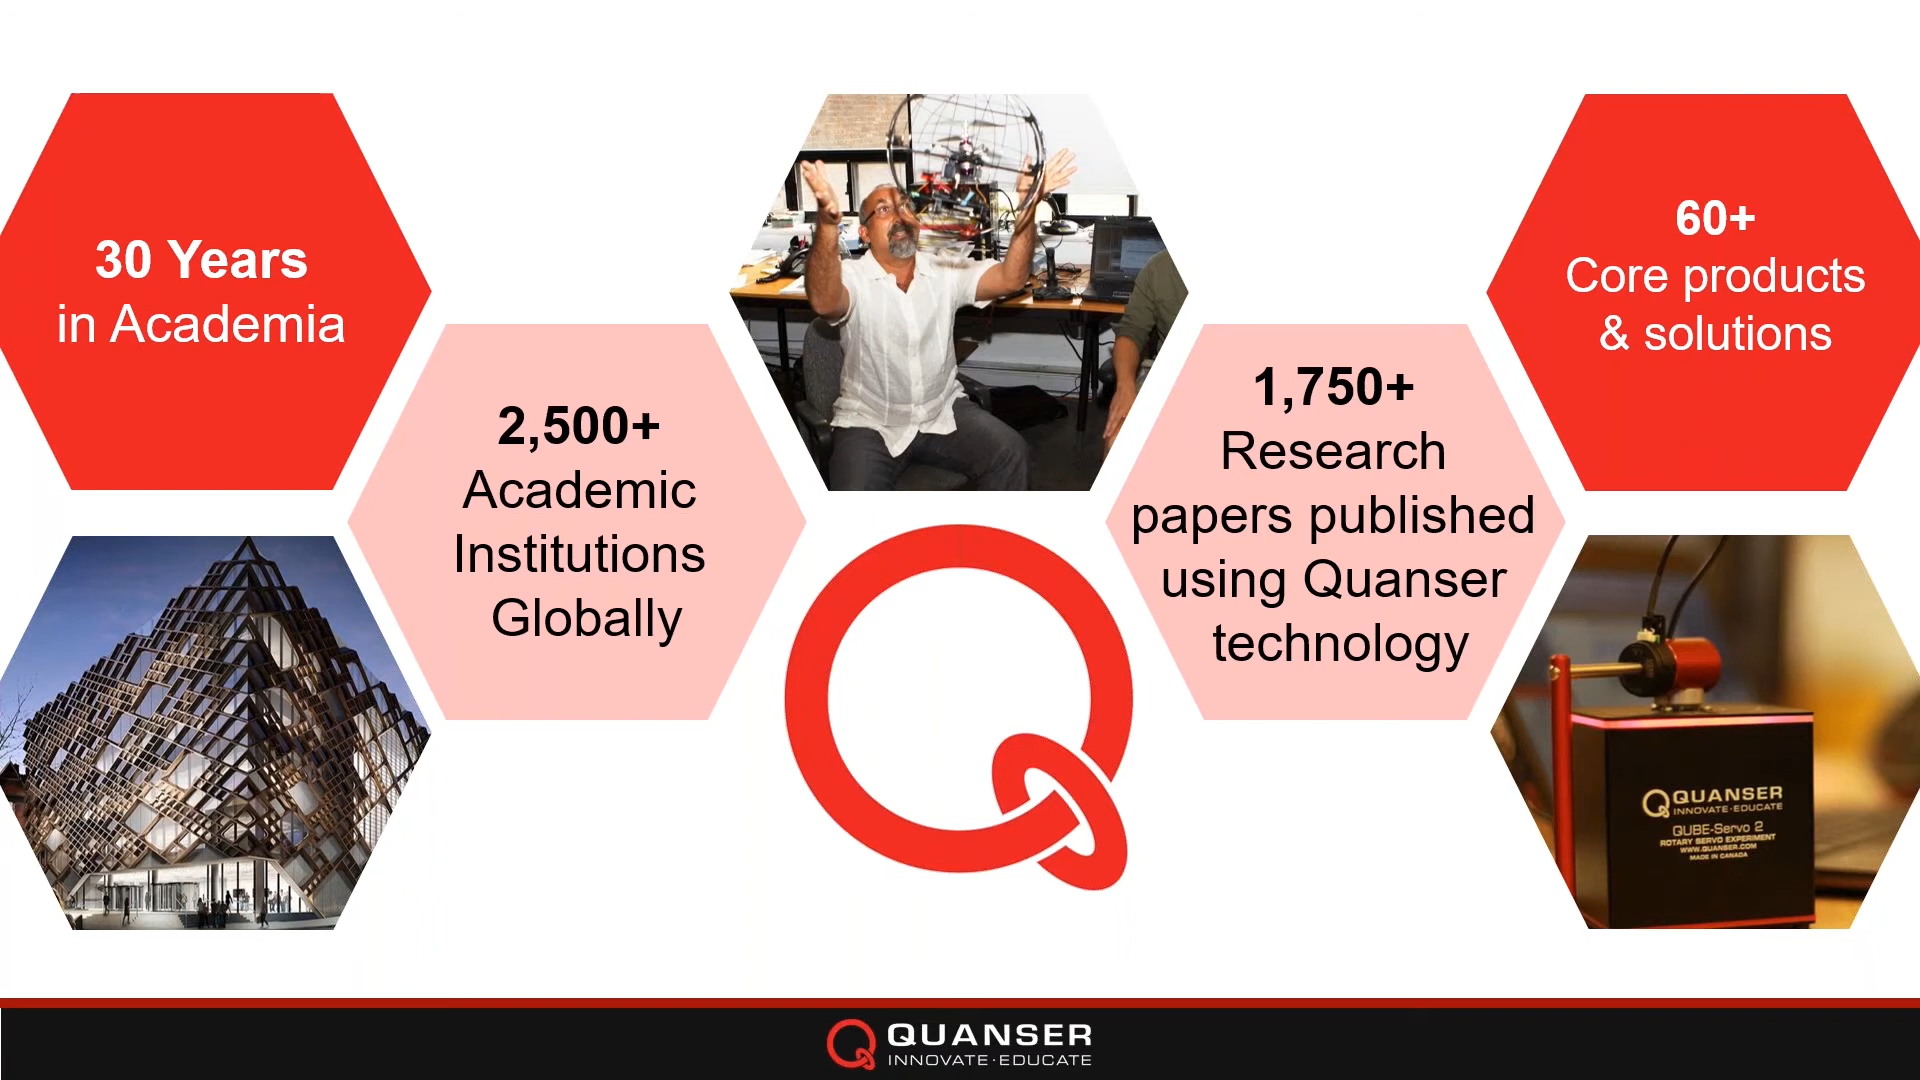 30 Years
in Academia
2,500+
Academic
Institutions
Globally
1,750+
Research
papers published
using Quanser
technology
60+
Core products
& solutions
QUANSER
INNOVATE·EDUCATE
QUBE-Servo 2
ROTARY SERVO EXPERIMENT
WWW.QUANSER.COM
MADE IN CANADA
QUANSER
INNOVATE·EDUCATE